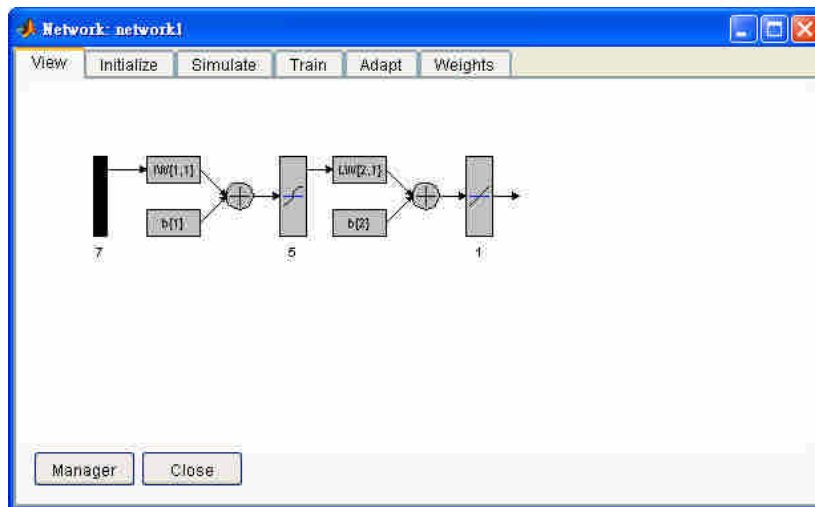 Network: network1
View Initialize Simulate Train Adapt Weights
IW{1,1} LW{2,1}
b{1} b{2}
7 5 1
Manager Close